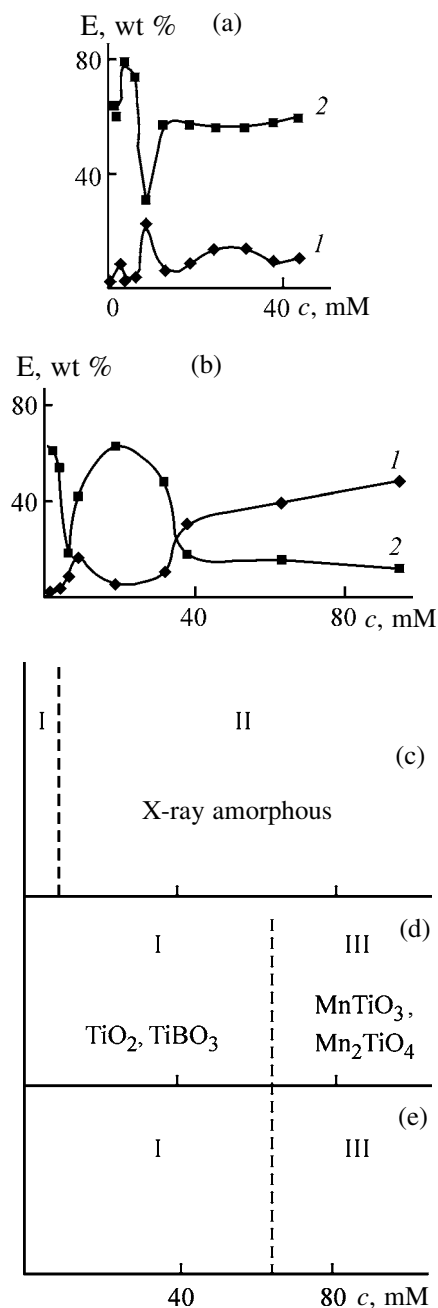 E, wt % (a)
80
2
40
1
0 40 c, mM
E, wt % (b)
80
1
40
2
40 80 c, mM
I II
(c)
X-ray amorphous
(d)
I III
MnTiO₃,
TiO₂, TiBO₃
Mn₂TiO₄
(e)
I III
40 80 c, mM